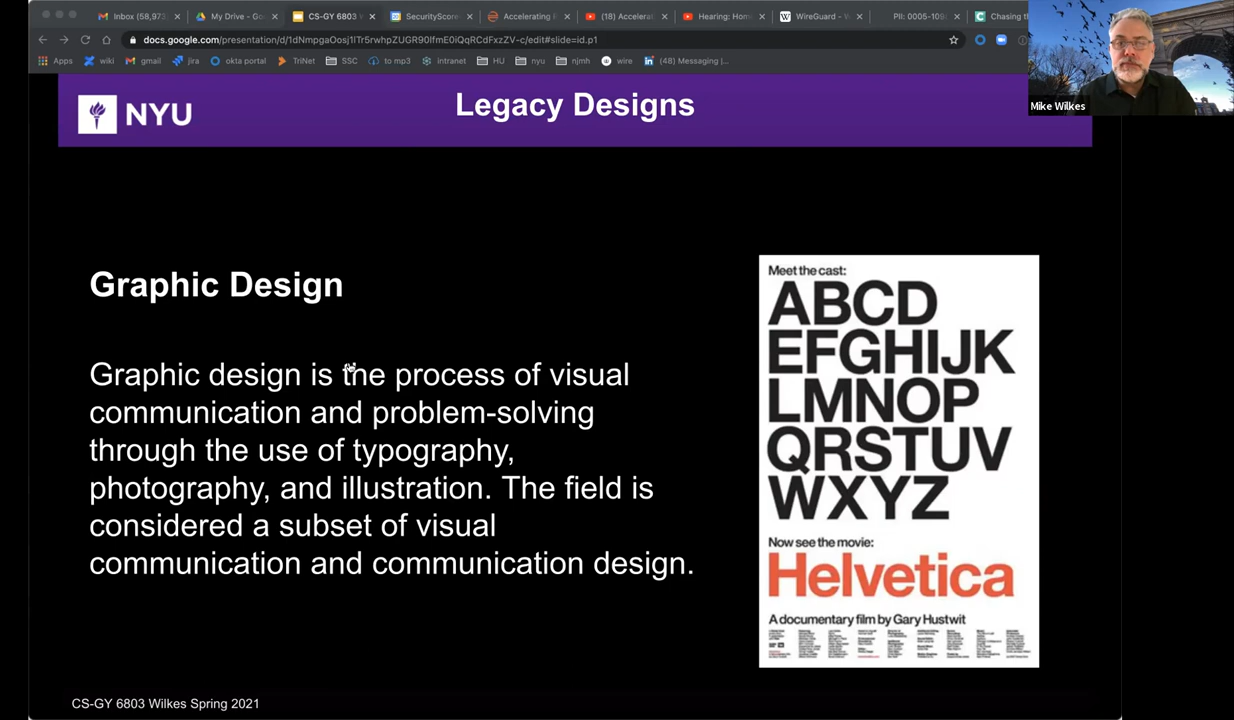 Inbox (58,973
My Drive - Go
CS-GY 6803
SecurityScore
Accelerating
(18) Accelera
Hearing: Hom
WireGuard - W
PII: 0005-109
Chasing th
docs.google.com/presentation/d/1dNmpgaOosj1lTr5rwhpZUGR90lfmE0iQqRCdFxzZV-c/edit#slide=id.p1
Apps
wiki
gmail
jira
okta portal
TriNet
SSC
to mp3
intranet
HU
nyu
njmh
wire
(48) Messaging |...
Mike Wilkes
NYU
Legacy Designs
Graphic Design
Graphic design is the process of visual
communication and problem-solving
through the use of typography,
photography, and illustration. The field is
considered a subset of visual
communication and communication design.
Meet the cast:
ABCD
EFGHIJK
LMNOP
QRSTUV
WXYZ
Now see the movie:
Helvetica
A documentary film by Gary Hustwit
CS-GY 6803 Wilkes Spring 2021